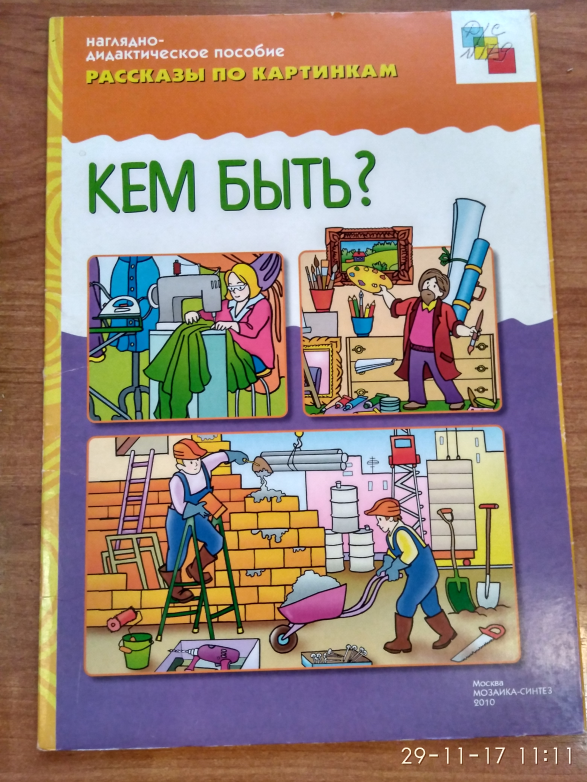 НАГЛЯДНО-
ДИДАКТИЧЕСКОЕ ПОСОБИЕ
РАССКАЗЫ ПО КАРТИНКАМ
КЕМ БЫТЬ?
Москва
МОЗАИКА-СИНТЕЗ
2010
29-11-17 11:11